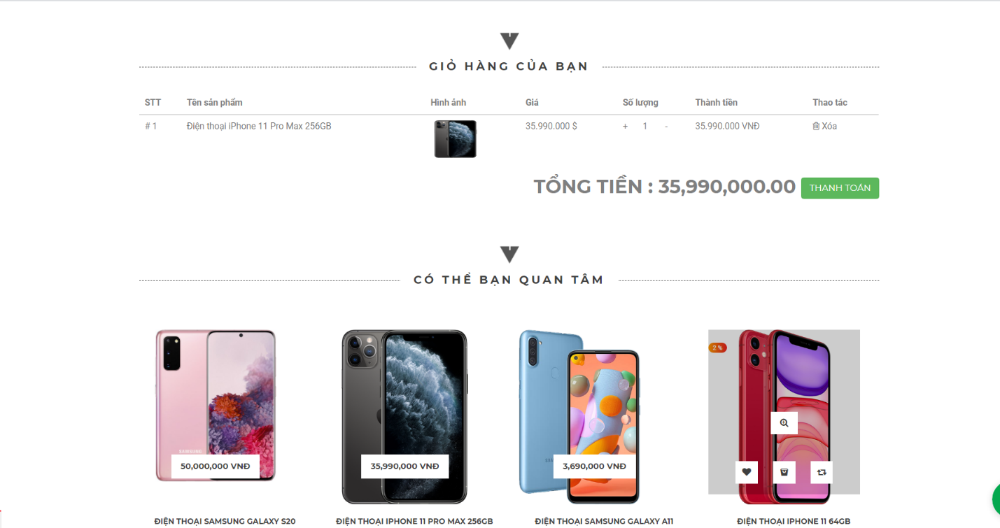 GIỎ HÀNG CỦA BẠN
STT Tên sản phẩm Hình ảnh Giá Số lượng Thành tiền Thao tác
# 1 Điện thoại iPhone 11 Pro Max 256GB 35.990.000 $ + 1 - 35.990.000 VNĐ Xóa
TỔNG TIỀN : 35,990,000.00 THANH TOÁN
CÓ THỂ BẠN QUAN TÂM
2 %
SAMSUNG
50,000,000 VNĐ 35,990,000 VNĐ 3,690,000 VNĐ
ĐIỆN THOẠI SAMSUNG GALAXY S20 ĐIỆN THOẠI IPHONE 11 PRO MAX 256GB ĐIỆN THOẠI SAMSUNG GALAXY A11 ĐIỆN THOẠI IPHONE 11 64GB